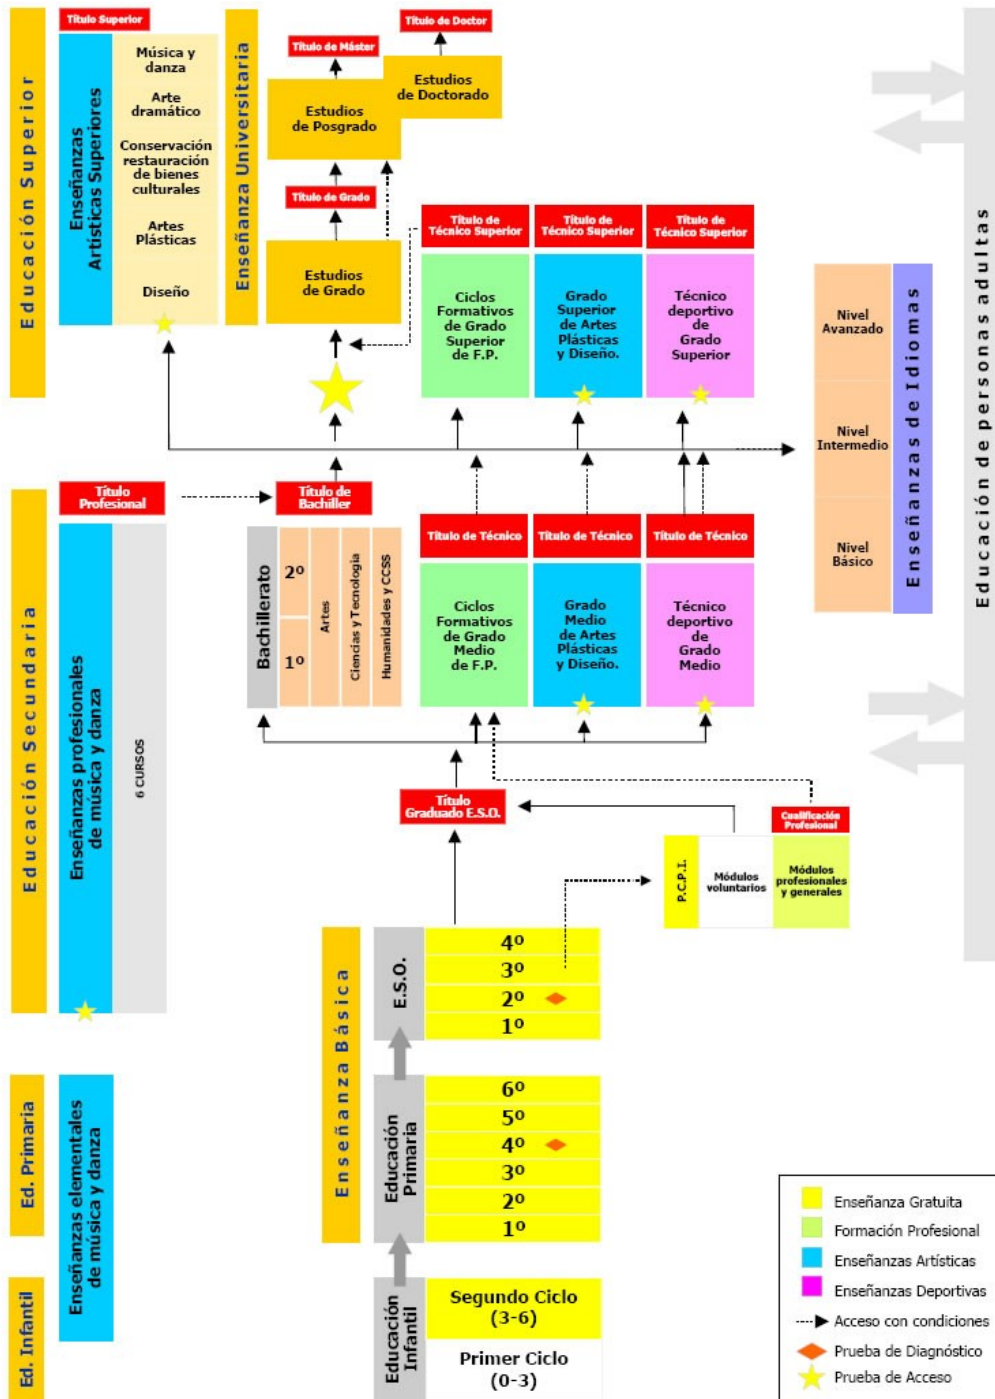 Educación Superior
Título Superior
Enseñanzas
Artísticas Superiores
Música y
danza
Arte
dramático
Conservación
restauración
de bienes
culturales
Artes
Plásticas
Diseño
Enseñanza Universitaria
Título de Máster
Título de Doctor
Estudios
de Posgrado
Estudios
de Doctorado
Título de Grado
Estudios
de Grado
Título de
Técnico Superior
Título de
Técnico Superior
Título de
Técnico Superior
Ciclos
Formativos
de Grado
Superior
de F.P.
Grado
Superior
de Artes
Plásticas
y Diseño.
Técnico
deportivo
de
Grado
Superior
Nivel
Avanzado
Nivel
Intermedio
Nivel
Básico
Enseñanzas de Idiomas
Educación de personas adultas
Educación Secundaria
Título
Profesional
Enseñanzas profesionales
de música y danza
6 CURSOS
Título de
Bachiller
Bachillerato
2º
1º
Artes
Ciencias y Tecnología
Humanidades y CCSS
Título de Técnico
Título de Técnico
Título de Técnico
Ciclos
Formativos
de Grado
Medio
de F.P.
Grado
Medio
de Artes
Plásticas
y Diseño.
Técnico
deportivo
de
Grado
Medio
Título
Graduado E.S.O.
Cualificación
Profesional
P.C.P.I.
Módulos
voluntarios
Módulos
profesionales
y generales
Enseñanza Básica
E.S.O.
4º
3º
2º
1º
Ed. Primaria
Enseñanzas elementales
de música y danza
Educación
Primaria
6º
5º
4º
3º
2º
1º
Ed. Infantil
Educación
Infantil
Segundo Ciclo
(3-6)
Primer Ciclo
(0-3)
Enseñanza Gratuita
Formación Profesional
Enseñanzas Artísticas
Enseñanzas Deportivas
Acceso con condiciones
Prueba de Diagnóstico
Prueba de Acceso